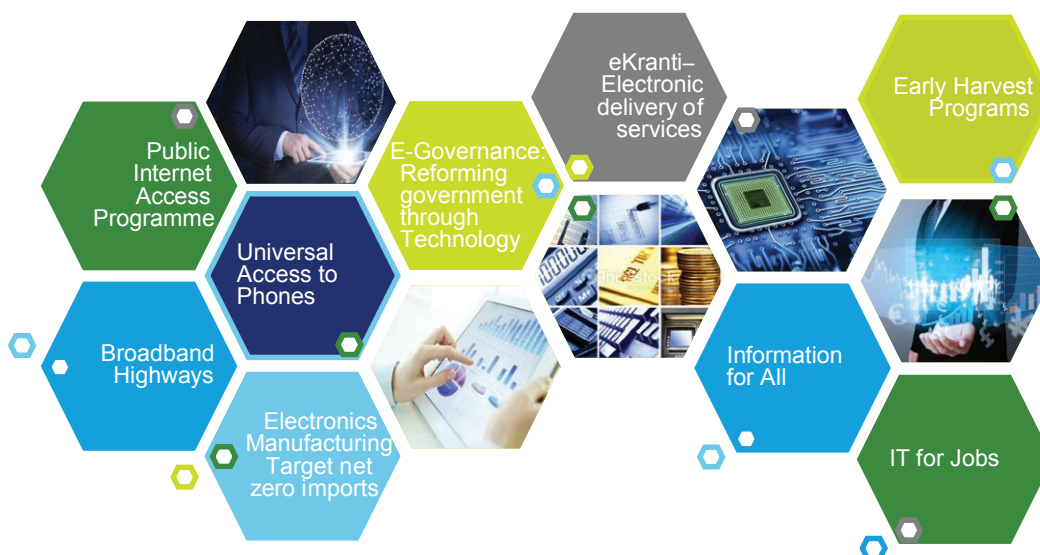 Public
Internet
Access
Programme
Universal
Access to
Phones
Broadband
Highways
Electronics
Manufacturing
Target net
zero imports
E-Governance:
Reforming
government
through
Technology
eKranti–
Electronic
delivery of
services
Information
for All
Early Harvest
Programs
IT for Jobs